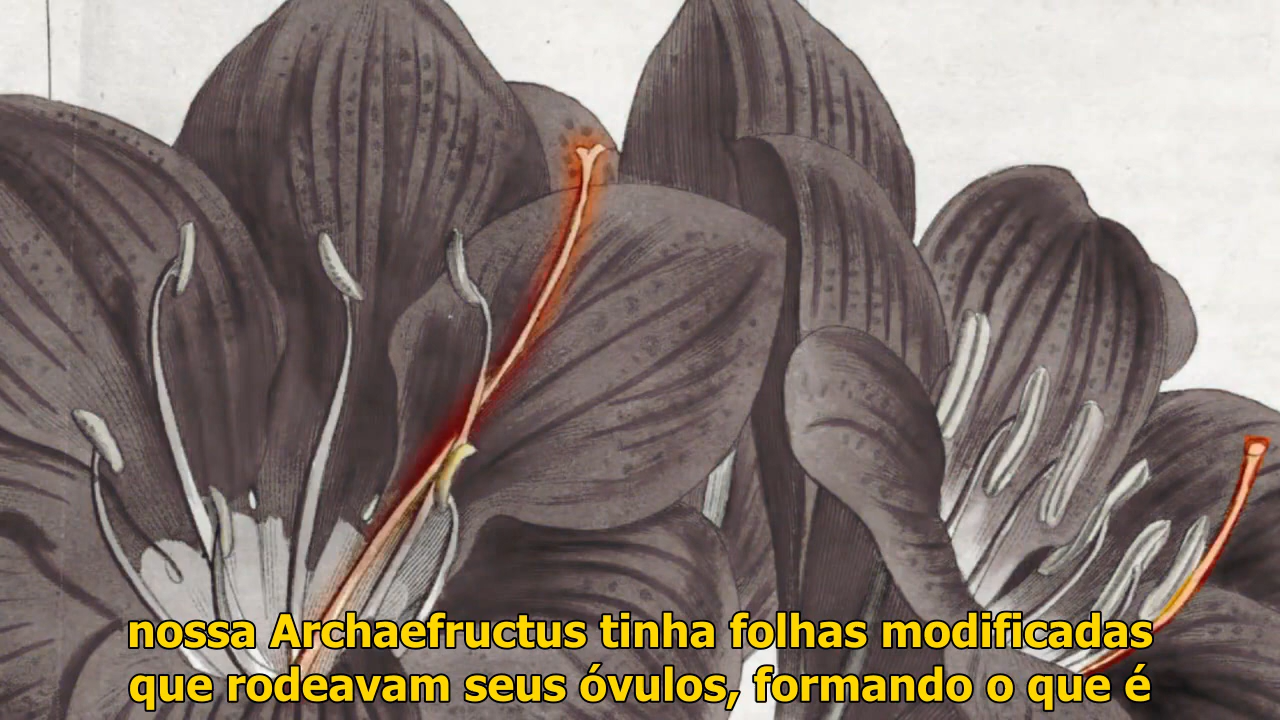 nossa Archaefructus tinha folhas modificadas
que rodeavam seus óvulos, formando o que é